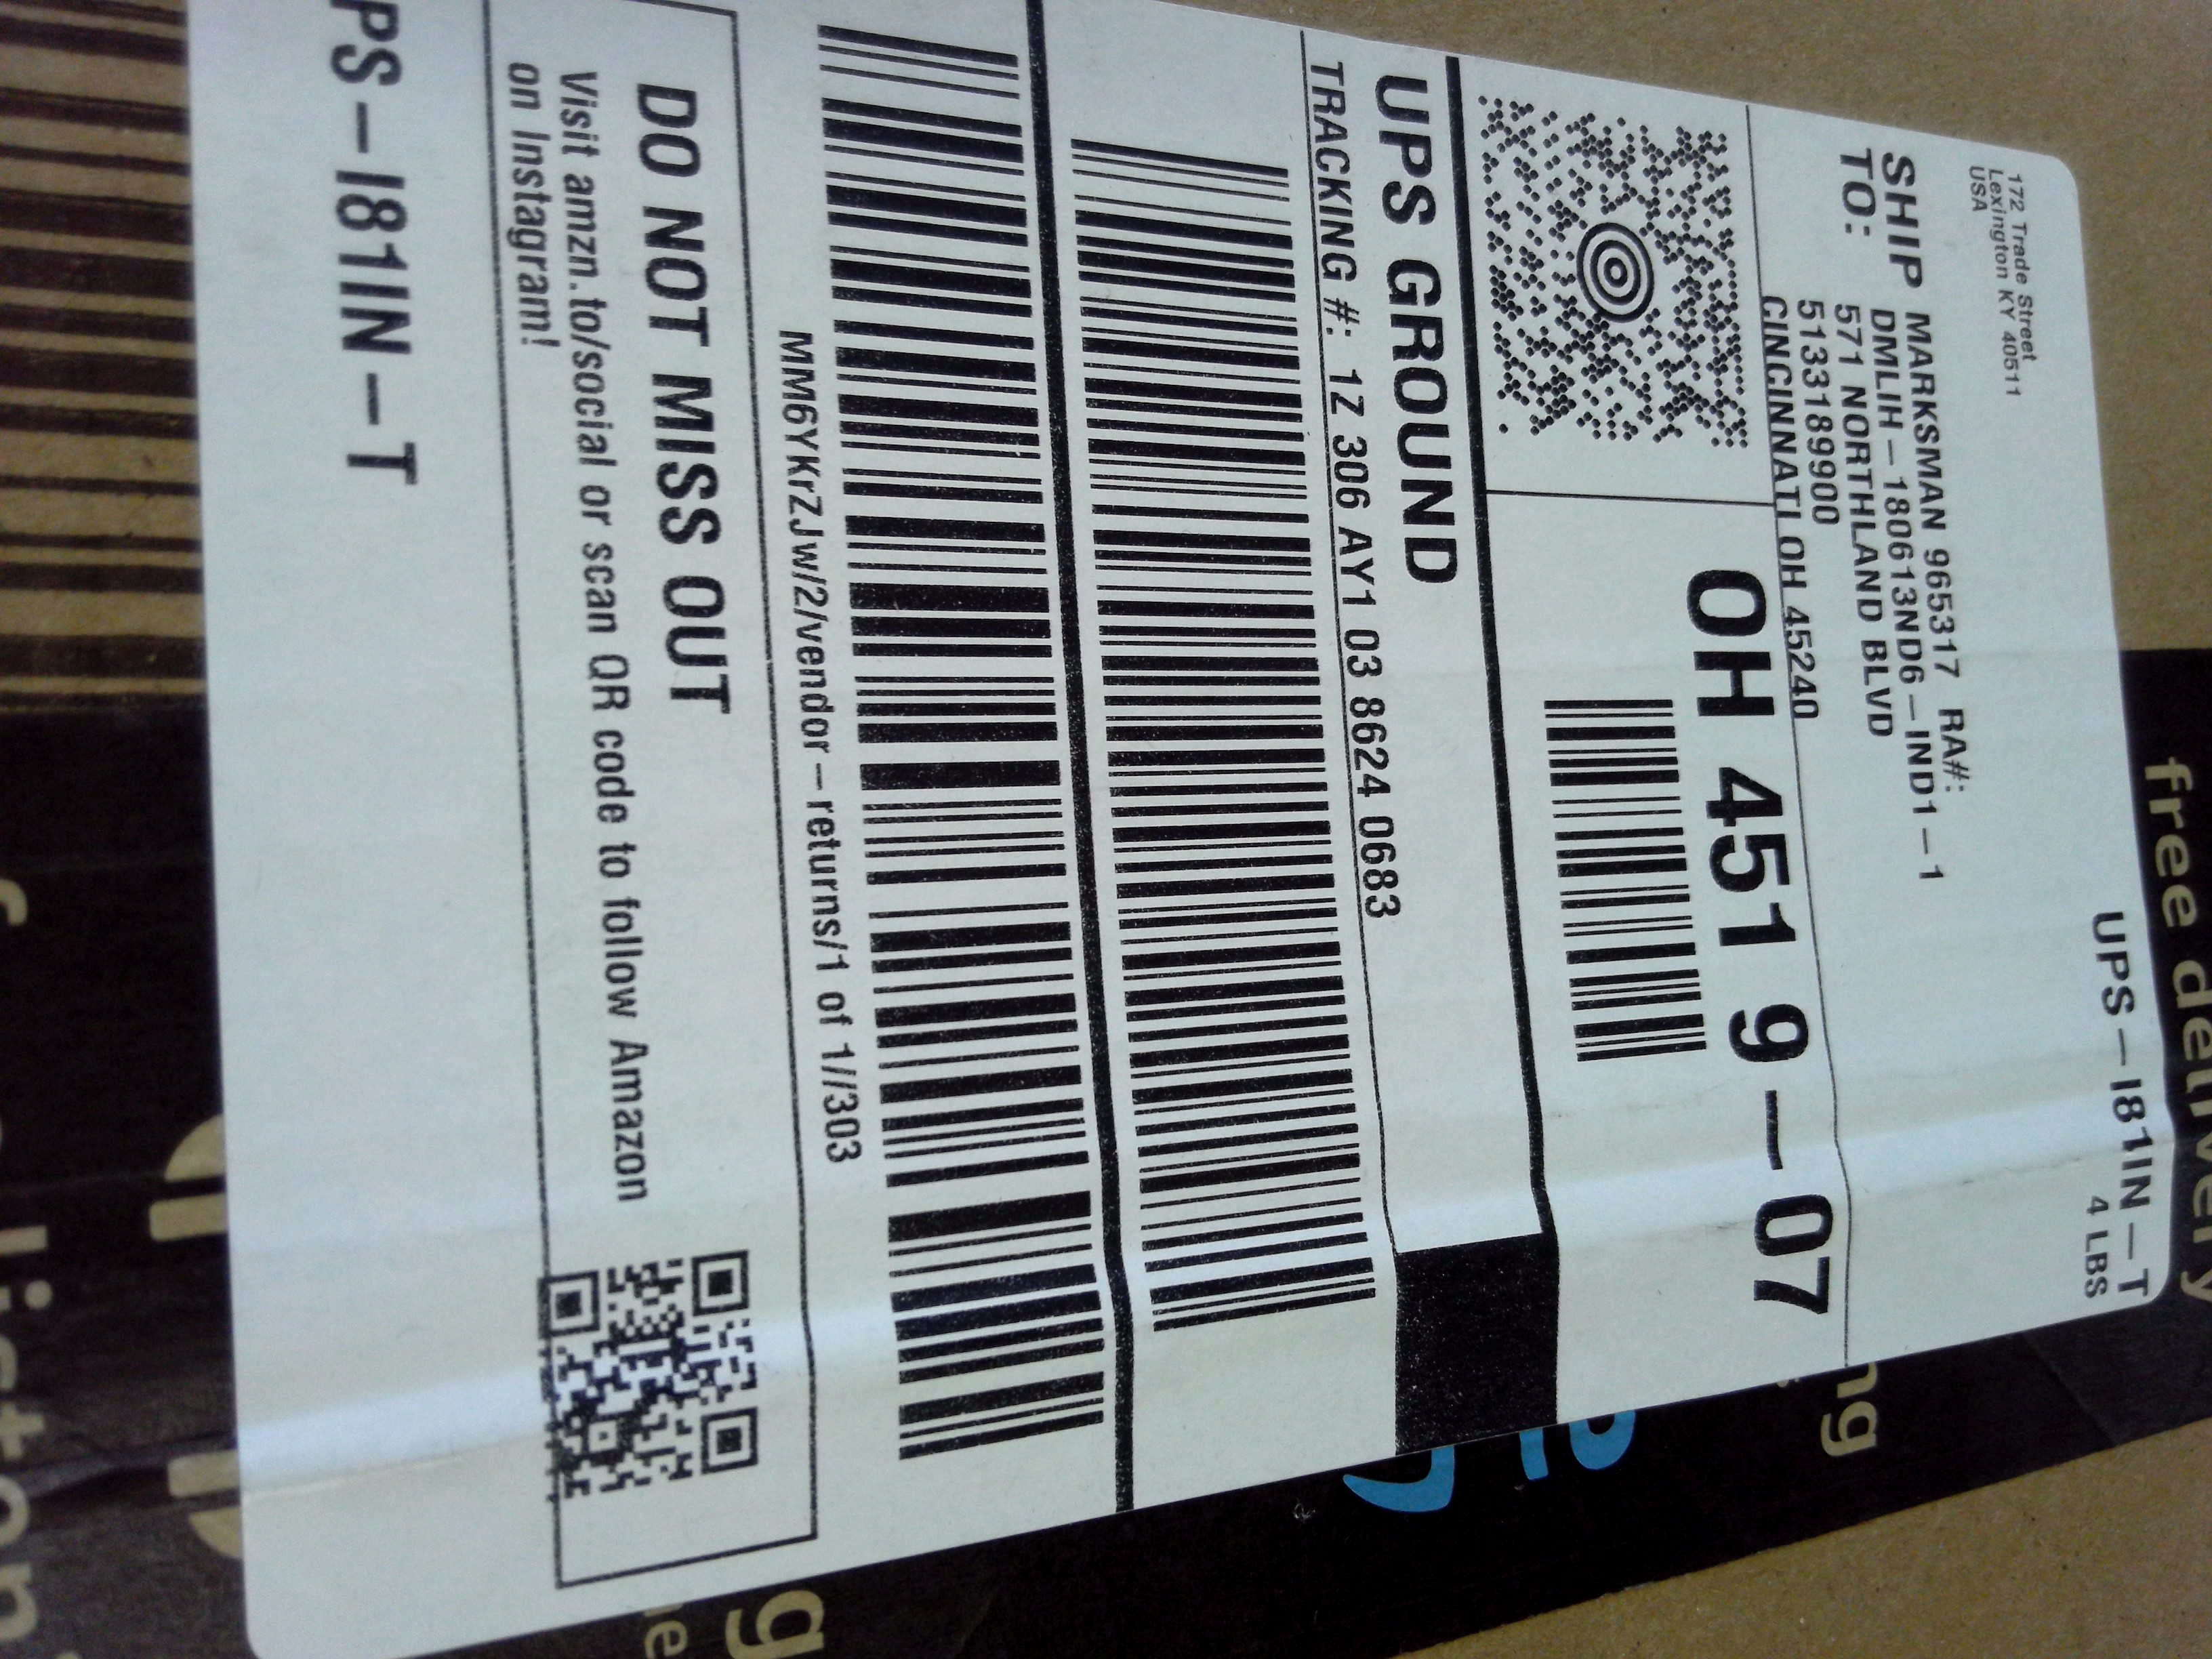 172 Trade Street
Lexington KY 40511
USA
UPS-I81IN-T
4 LBS
SHIP
TO:
MARKSMAN 965317 RA#:
DMLIH-180613ND6-IND1-1
571 NORTHLAND BLVD
5133189900
CINCINNATI OH 45240
OH 451 9-07
UPS GROUND
TRACKING #: 1Z 306 AY1 03 8624 0683
MM6YKrZJw/2/vendor-returns/1 of 1//303
DO NOT MISS OUT
Visit amzn.to/social or scan QR code to follow Amazon
on Instagram!
PS-I81IN-T
free delivery
ng
g